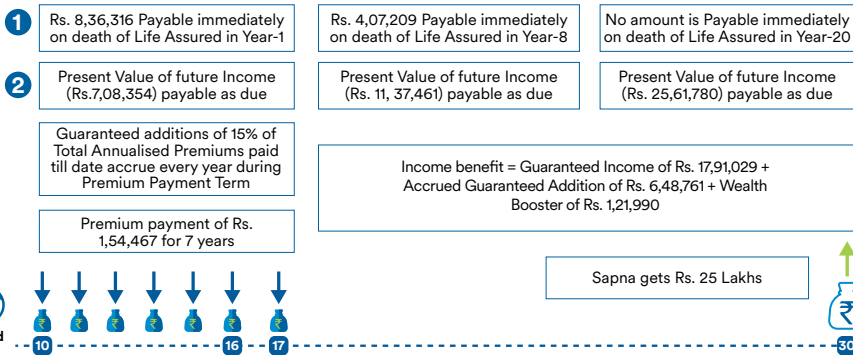 1
Rs. 8,36,316 Payable immediately
on death of Life Assured in Year-1
Rs. 4,07,209 Payable immediately
on death of Life Assured in Year-8
No amount is Payable immediately
on death of Life Assured in Year-20
2
Present Value of future Income
(Rs.7,08,354) payable as due
Present Value of future Income
(Rs. 11, 37,461) payable as due
Present Value of future Income
(Rs. 25,61,780) payable as due
Guaranteed additions of 15% of
Total Annualised Premiums paid
till date accrue every year during
Premium Payment Term
Income benefit = Guaranteed Income of Rs. 17,91,029 +
Accrued Guaranteed Addition of Rs. 6,48,761 + Wealth
Booster of Rs. 1,21,990
Premium payment of Rs.
1,54,467 for 7 years
Sapna gets Rs. 25 Lakhs
₹ ₹ ₹ ₹ ₹ ₹ ₹ ₹
10 16 17 30